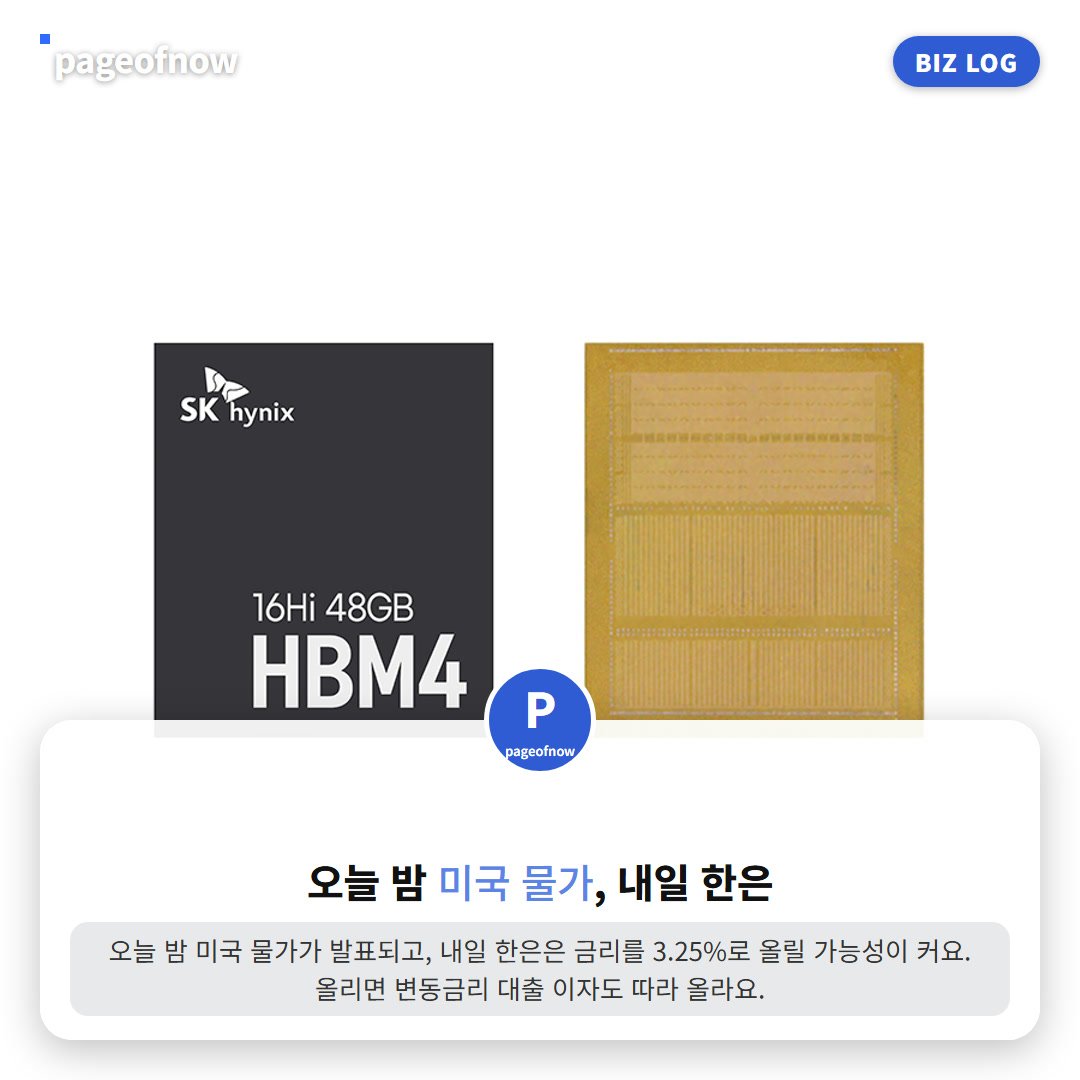 pageofnow
BIZ LOG
SK hynix
16Hi 48GB
HBM4
P
pageofnow
오늘 밤 미국 물가, 내일 한은
오늘 밤 미국 물가가 발표되고, 내일 한은은 금리를 3.25%로 올릴 가능성이 커요.
올리면 변동금리 대출 이자도 따라 올라요.